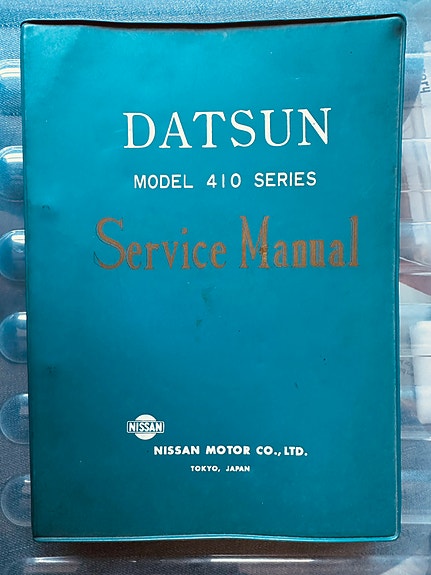 DATSUN
MODEL 410 SERIES
Service Manual
NISSAN
NISSAN MOTOR CO., LTD.
TOKYO, JAPAN